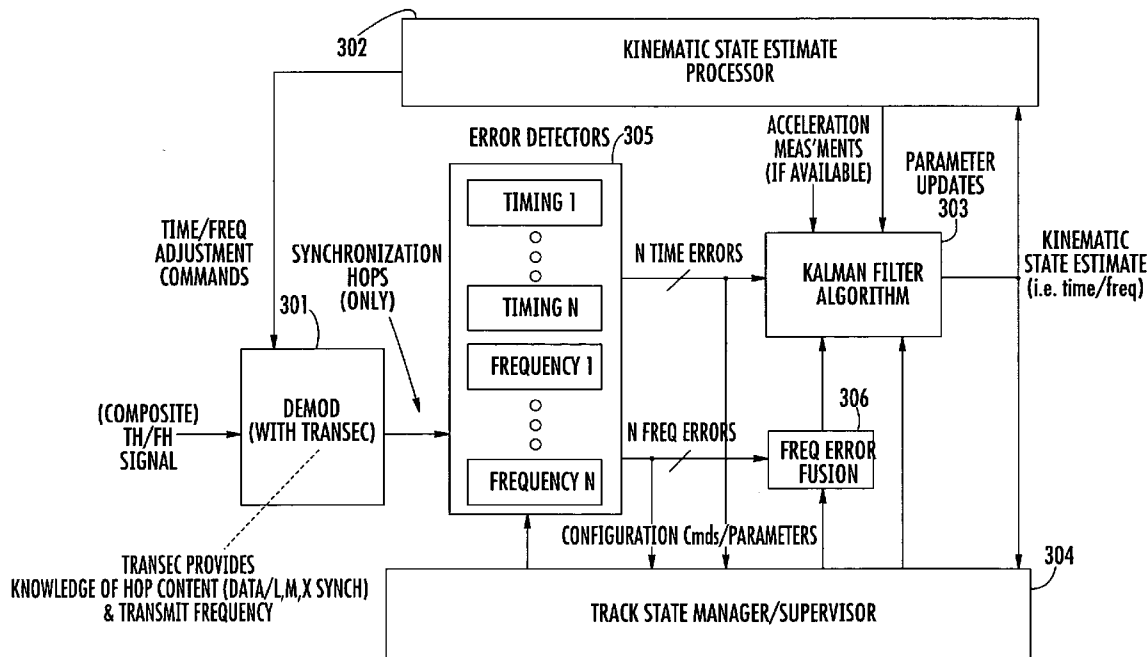 302
KINEMATIC STATE ESTIMATE
PROCESSOR
ERROR DETECTORS
305
ACCELERATION
MEAS'MENTS
(IF AVAILABLE)
PARAMETER
UPDATES
303
TIMING 1
TIMING N
FREQUENCY 1
FREQUENCY N
TIME/FREQ
ADJUSTMENT
COMMANDS
SYNCHRONIZATION
HOPS
(ONLY)
N TIME ERRORS
KALMAN FILTER
ALGORITHM
KINEMATIC
STATE ESTIMATE
(i.e. time/freq)
301
(COMPOSITE)
TH/FH
SIGNAL
DEMOD
(WITH TRANSEC)
N FREQ ERRORS
306
FREQ ERROR
FUSION
CONFIGURATION Cmds/PARAMETERS
TRANSEC PROVIDES
KNOWLEDGE OF HOP CONTENT (DATA/L,M,X SYNCH)
& TRANSMIT FREQUENCY
304
TRACK STATE MANAGER/SUPERVISOR